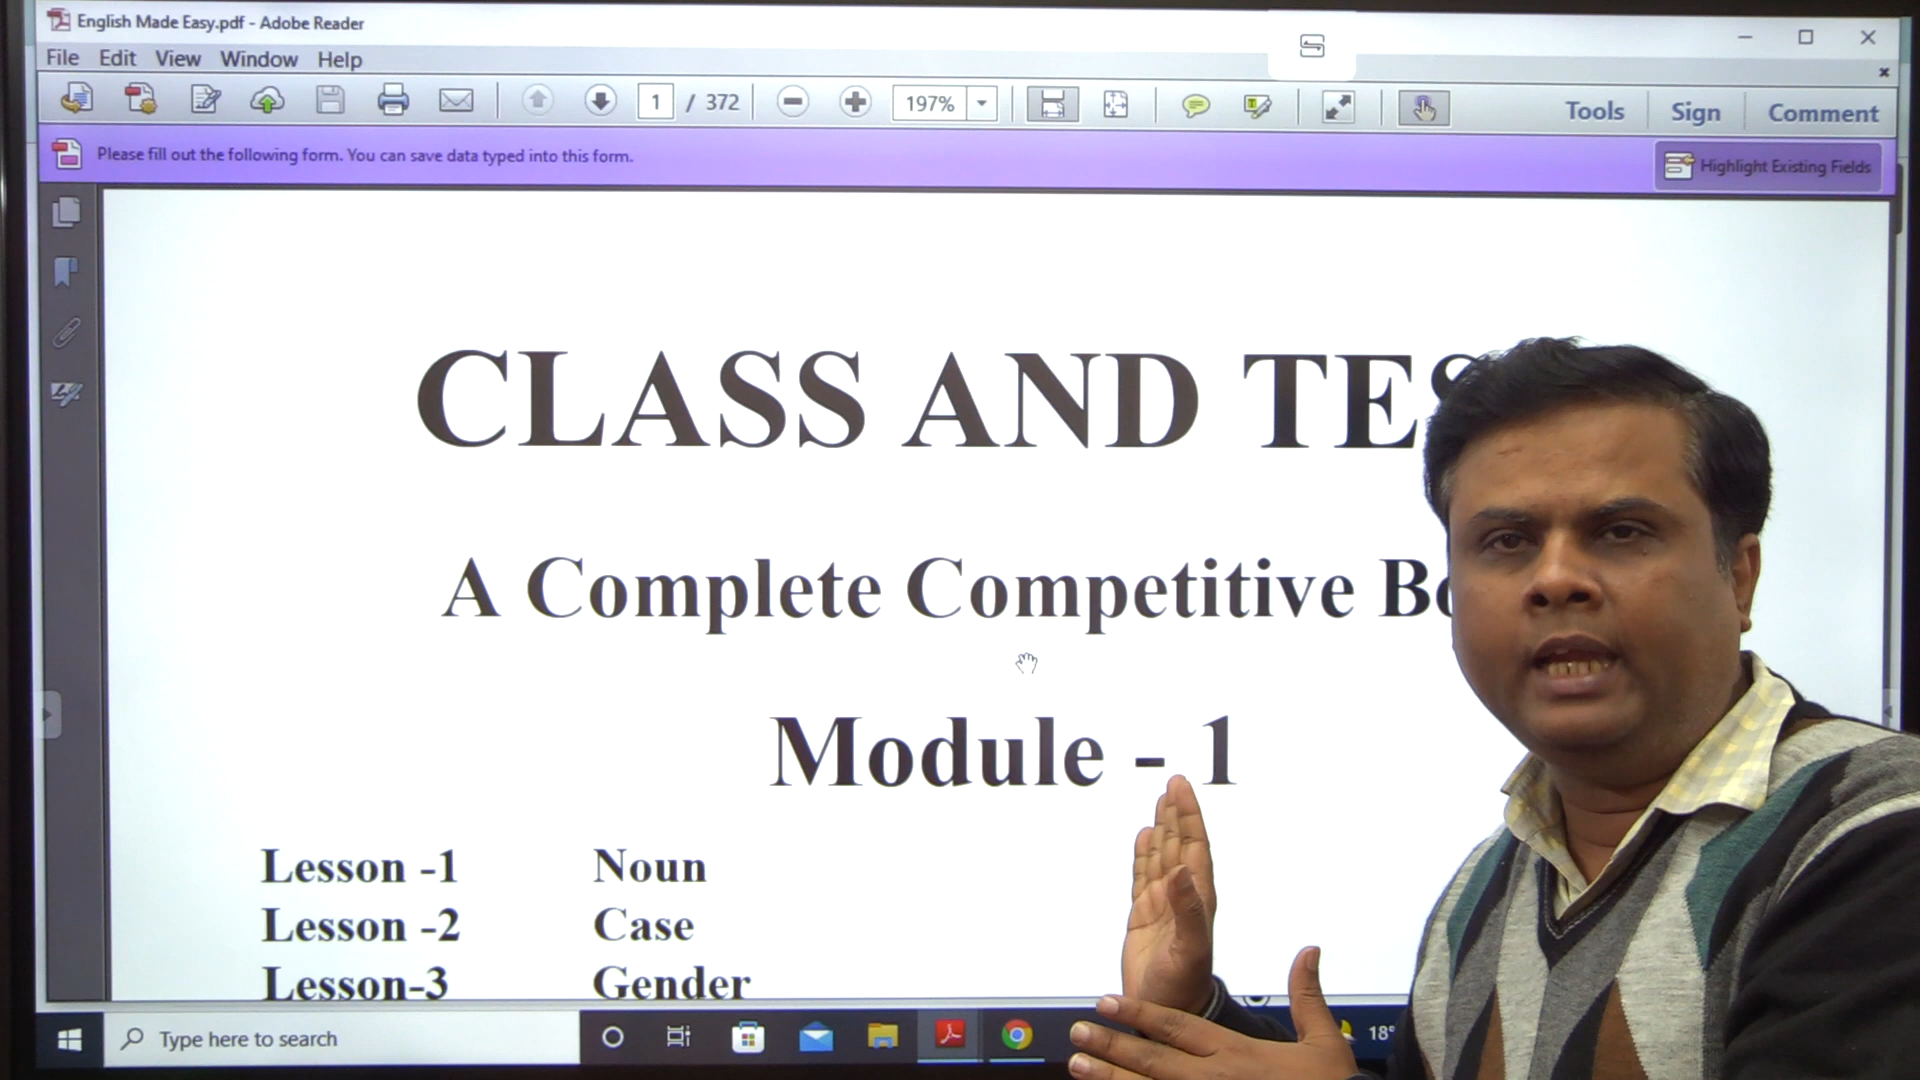 English Made Easy.pdf - Adobe Reader
File Edit View Window Help
1 / 372 197% Tools Sign Comment
Please fill out the following form. You can save data typed into this form. Highlight Existing Fields
CLASS AND
A Complete Competitive
Module - 1
Lesson -1 Noun
Lesson -2 Case
Lesson-3 Gender
Type here to search 18°